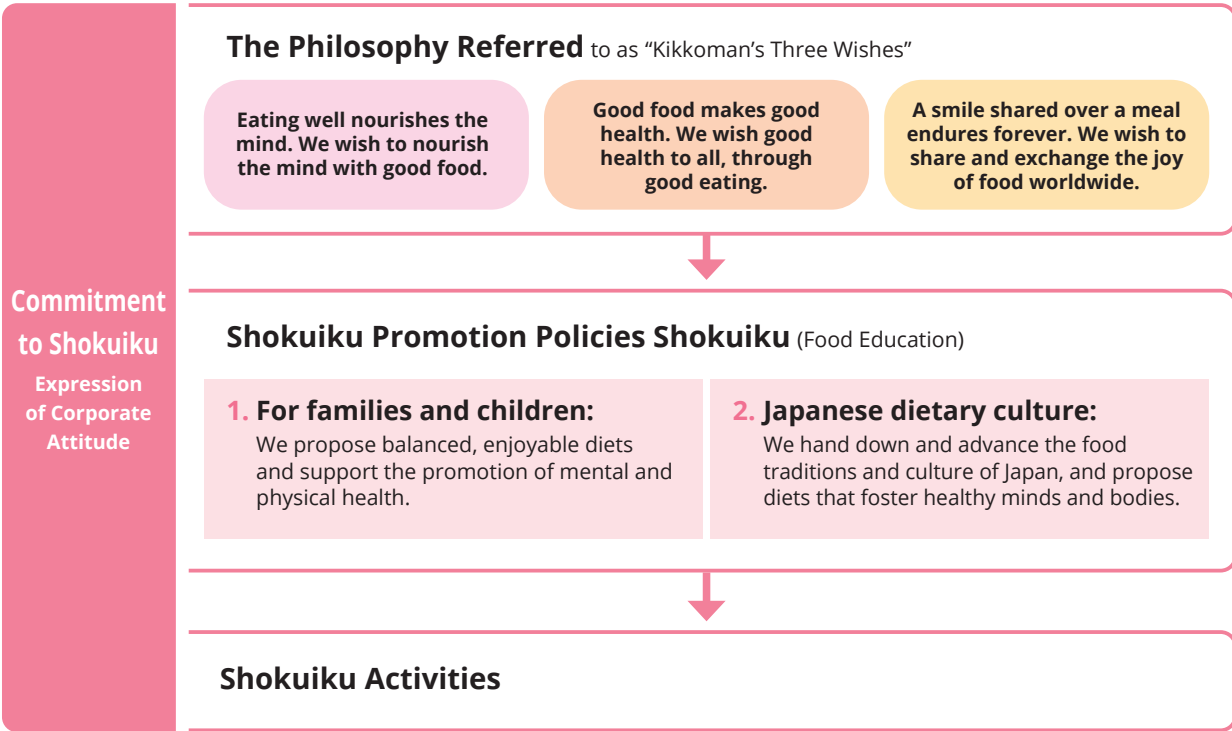 Commitment
to Shokuiku
Expression
of Corporate
Attitude
The Philosophy Referred to as “Kikkoman’s Three Wishes”
Eating well nourishes the
mind. We wish to nourish
the mind with good food.
Good food makes good
health. We wish good
health to all, through
good eating.
A smile shared over a meal
endures forever. We wish to
share and exchange the joy
of food worldwide.
Shokuiku Promotion Policies Shokuiku (Food Education)
1. For families and children:
We propose balanced, enjoyable diets
and support the promotion of mental and
physical health.
2. Japanese dietary culture:
We hand down and advance the food
traditions and culture of Japan, and propose
diets that foster healthy minds and bodies.
Shokuiku Activities